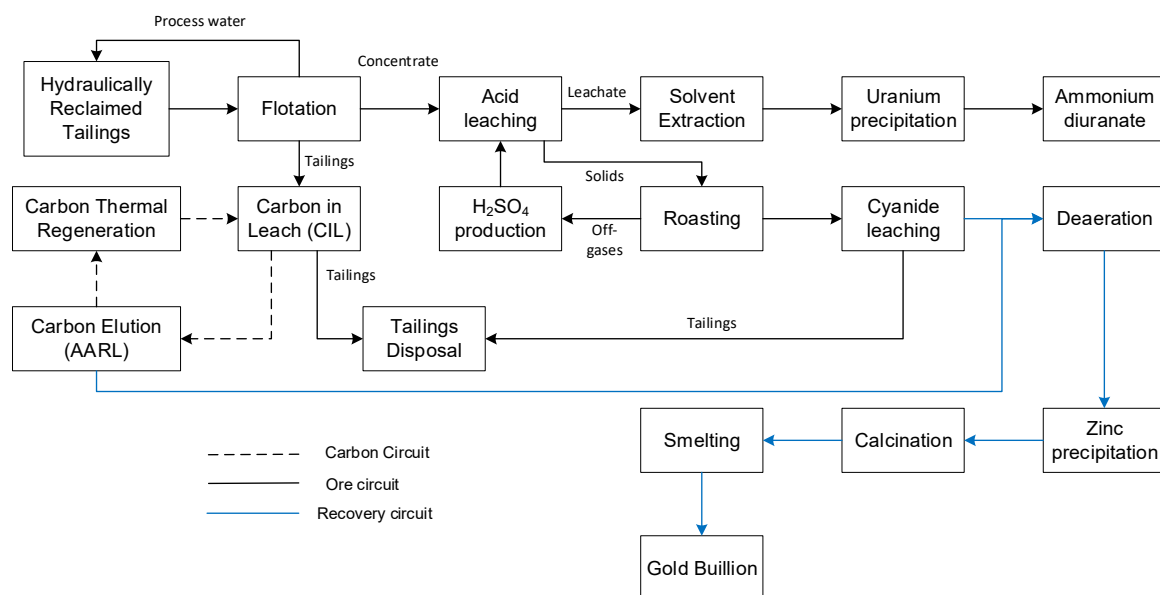 Process water
Concentrate
Hydraulically
Reclaimed
Tailings
Flotation
Acid
leaching
Leachate
Solvent
Extraction
Uranium
precipitation
Ammonium
diuranate
Tailings
Solids
Carbon Thermal
Regeneration
Carbon in
Leach (CIL)
H₂SO₄
production
Off-
gases
Roasting
Cyanide
leaching
Deaeration
Tailings
Carbon Elution
(AARL)
Tailings
Disposal
Tailings
Smelting
Calcination
Zinc
precipitation
Carbon Circuit
Ore circuit
Recovery circuit
Gold Buillion